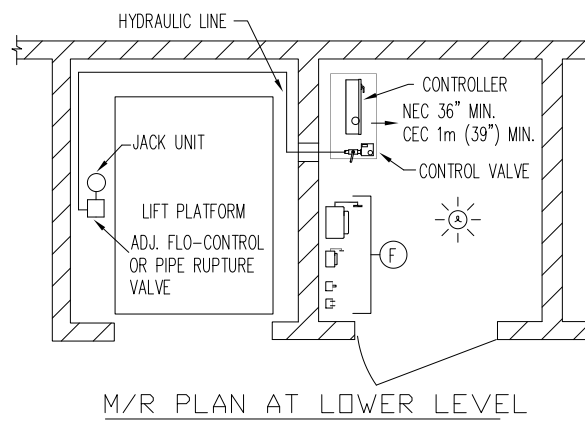 HYDRAULIC LINE
CONTROLLER
NEC 36" MIN.
CEC 1m (39") MIN.
JACK UNIT
CONTROL VALVE
LIFT PLATFORM
ADJ. FLO-CONTROL
OR PIPE RUPTURE
VALVE
F
M/R PLAN AT LOWER LEVEL